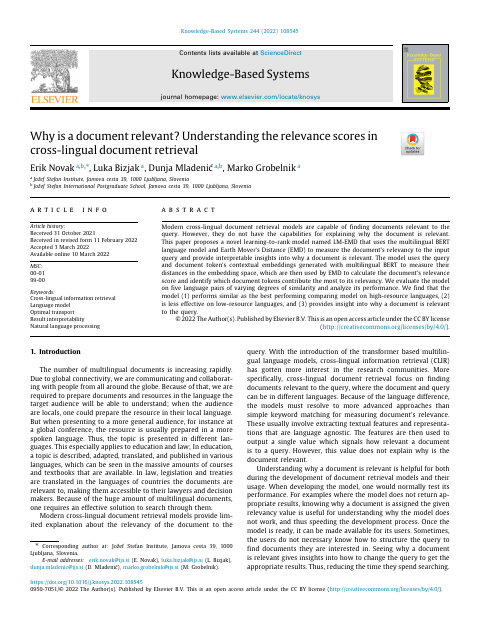 Knowledge-Based Systems 244 (2022) 108545
Contents lists available at ScienceDirect
Knowledge-Based Systems
journal homepage: www.elsevier.com/locate/knosys
ELSEVIER
Why is a document relevant? Understanding the relevance scores in
cross-lingual document retrieval
Check for
updates
Erik Novak a,b,*, Luka Bizjak a, Dunja Mladenić a,b, Marko Grobelnik a
a Jožef Stefan Institute, Jamova cesta 39, 1000 Ljubljana, Slovenia
b Jožef Stefan International Postgraduate School, Jamova cesta 39, 1000 Ljubljana, Slovenia
ARTICLE INFO
Article history:
Received 31 October 2021
Received in revised form 11 February 2022
Accepted 5 March 2022
Available online 10 March 2022
MSC:
00-01
99-00
Keywords:
Cross-lingual information retrieval
Language model
Optimal transport
Result interpretability
Natural language processing
ABSTRACT
Modern cross-lingual document retrieval models are capable of finding documents relevant to the
query. However, they do not have the capabilities for explaining why the document is relevant.
This paper proposes a novel learning-to-rank model named LM-EMD that uses the multilingual BERT
language model and Earth Mover's Distance (EMD) to measure the document's relevancy to the input
query and provide interpretable insights into why a document is relevant. The model uses the query
and document token's contextual embeddings generated with multilingual BERT to measure their
distances in the embedding space, which are then used by EMD to calculate the document's relevance
score and identify which document tokens contribute the most to its relevancy. We evaluate the model
on five language pairs of varying degrees of similarity and analyze its performance. We find that the
model (1) performs similar as the best performing comparing model on high-resource languages, (2)
is less effective on low-resource languages, and (3) provides insight into why a document is relevant
to the query.
© 2022 The Author(s). Published by Elsevier B.V. This is an open access article under the CC BY license
(http://creativecommons.org/licenses/by/4.0/).
1. Introduction
The number of multilingual documents is increasing rapidly.
Due to global connectivity, we are communicating and collaborat-
ing with people from all around the globe. Because of that, we are
required to prepare documents and resources in the language the
target audience will be able to understand; when the audience
are locals, one could prepare the resource in their local language.
But when presenting to a more general audience, for instance at
a global conference, the resource is usually prepared in a more
spoken language. Thus, the topic is presented in different lan-
guages. This especially applies to education and law. In education,
a topic is described, adapted, translated, and published in various
languages, which can be seen in the massive amounts of courses
and textbooks that are available. In law, legislation and treaties
are translated in the languages of countries the documents are
relevant to, making them accessible to their lawyers and decision
makers. Because of the huge amount of multilingual documents,
one requires an effective solution to search through them.
Modern cross-lingual document retrieval models provide lim-
ited explanation about the relevancy of the document to the
* Corresponding author at: Jožef Stefan Institute, Jamova cesta 39, 1000
Ljubljana, Slovenia.
E-mail addresses: erik.novak@ijs.si (E. Novak), luka.bizjak@ijs.si (L. Bizjak),
dunja.mladenic@ijs.si (D. Mladenić), marko.grobelnik@ijs.si (M. Grobelnik).
query. With the introduction of the transformer based multilin-
gual language models, cross-lingual information retrieval (CLIR)
has gotten more interest in the research communities. More
specifically, cross-lingual document retrieval focus on finding
documents relevant to the query, where the document and query
can be in different languages. Because of the language difference,
the models must resolve to more advanced approaches than
simple keyword matching for measuring document's relevance.
These usually involve extracting textual features and representa-
tions that are language agnostic. The features are then used to
output a single value which signals how relevant a document
is to a query. However, this value does not explain why is the
document relevant.
Understanding why a document is relevant is helpful for both
during the development of document retrieval models and their
usage. When developing the model, one would normally test its
performance. For examples where the model does not return ap-
propriate results, knowing why a document is assigned the given
relevancy value is useful for understanding why the model does
not work, and thus speeding the development process. Once the
model is ready, it can be made available for its users. Sometimes,
the users do not necessary know how to structure the query to
find documents they are interested in. Seeing why a document
is relevant gives insights into how to change the query to get the
appropriate results. Thus, reducing the time they spend searching.
https://doi.org/10.1016/j.knosys.2022.108545
0950-7051/© 2022 The Author(s). Published by Elsevier B.V. This is an open access article under the CC BY license (http://creativecommons.org/licenses/by/4.0/).